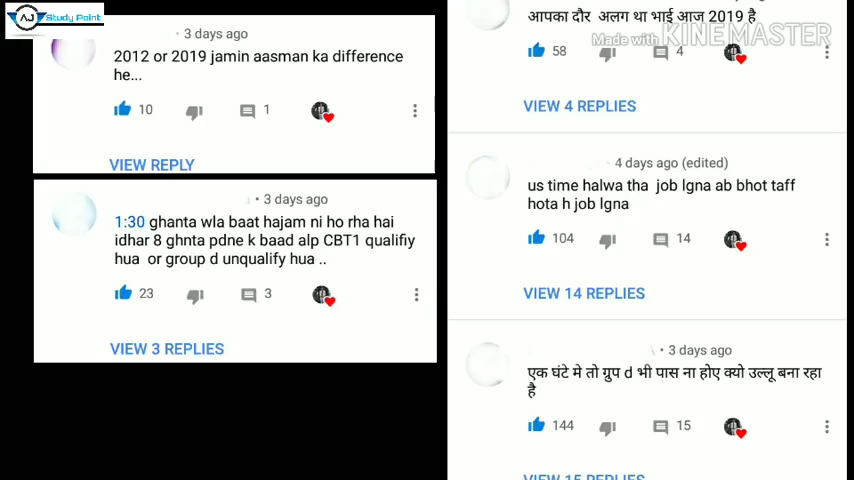 AJ
Study Point
3 days ago
2012 or 2019 jamin aasman ka difference
he...
10
1
VIEW REPLY
• 3 days ago
1:30 ghanta wla baat hajam ni ho rha hai
idhar 8 ghnta pdne k baad alp CBT1 qualifiy
hua or group d unqualify hua ..
23
3
VIEW 3 REPLIES
आपका दौर अलग था भाई आज 2019 है
Made with KINEMASTER
58
4
VIEW 4 REPLIES
4 days ago (edited)
us time halwa tha job lgna ab bhot taff
hota h job lgna
104
14
VIEW 14 REPLIES
• 3 days ago
एक घंटे मे तो ग्रुप d भी पास ना होए क्यो उल्लू बना रहा
है
144
15
VIEW 15 REPLIES